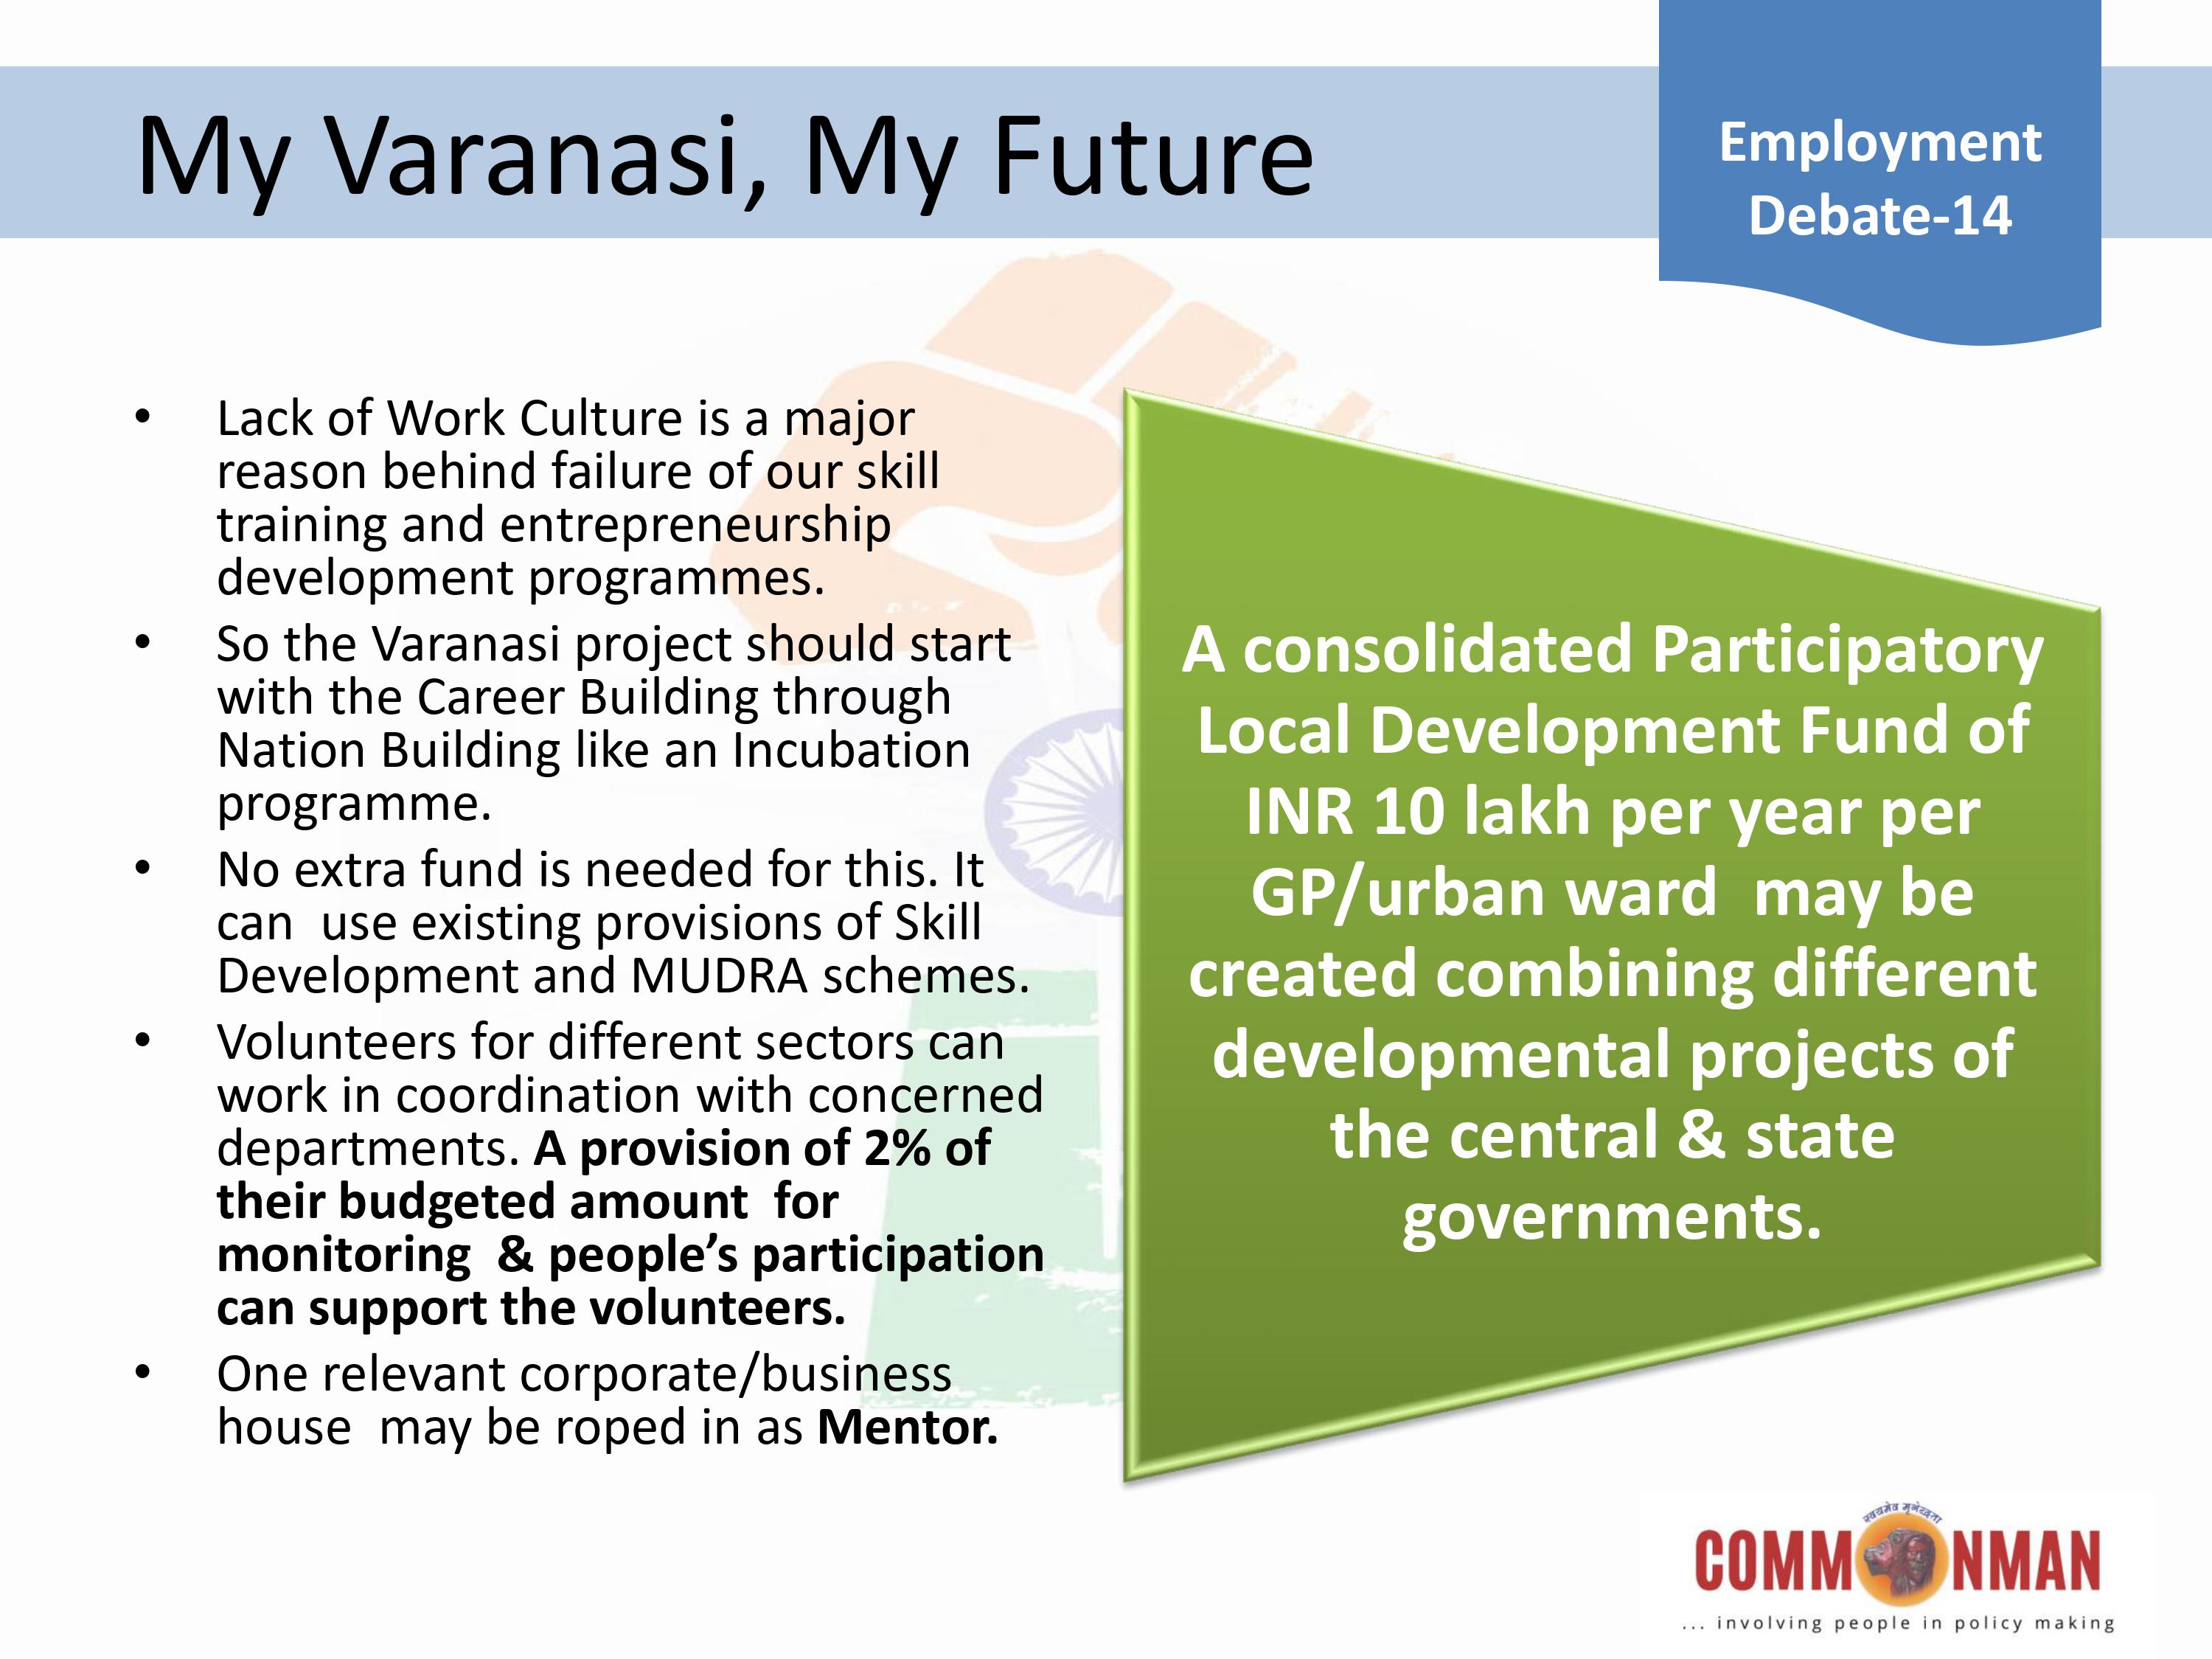 My Varanasi, My Future
Employment
Debate-14
• Lack of Work Culture is a major
reason behind failure of our skill
training and entrepreneurship
development programmes.
• So the Varanasi project should start
with the Career Building through
Nation Building like an Incubation
programme.
• No extra fund is needed for this. It
can use existing provisions of Skill
Development and MUDRA schemes.
• Volunteers for different sectors can
work in coordination with concerned
departments. A provision of 2% of
their budgeted amount for
monitoring & people’s participation
can support the volunteers.
• One relevant corporate/business
house may be roped in as Mentor.
A consolidated Participatory
Local Development Fund of
INR 10 lakh per year per
GP/urban ward may be
created combining different
developmental projects of
the central & state
governments.
स्वयमेव मृगेन्द्रता
COMMONMAN
... involving people in policy making